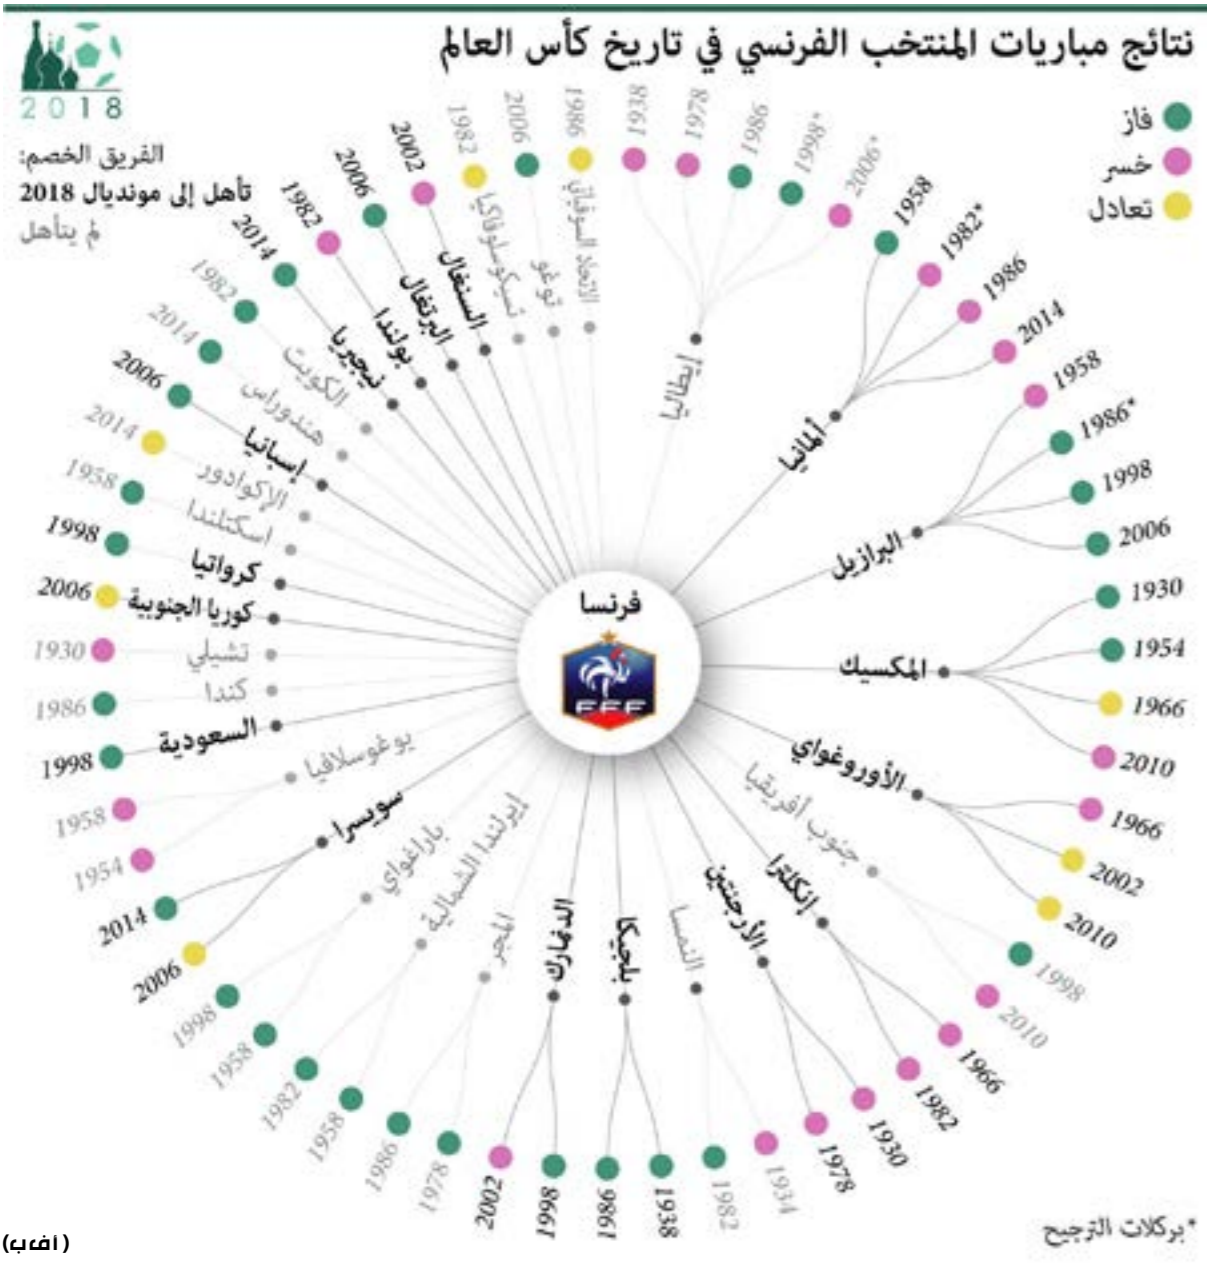 نتائج مباريات المنتخب الفرنسي في تاريخ كأس العالم
2018
فاز
خسر
تعادل
الفريق الخصم:
تأهل إلى مونديال 2018
لم يتأهل
فرنسا
FFF
إيطاليا
1938
1978
1986
1998*
2006*
ألمانيا
1958
1982*
1986
2014
البرازيل
1958
1986*
1998
2006
المكسيك
1930
1954
1966
2010
الأوروغواي
1966
2002
2010
جنوب أفريقيا
1998
2010
إنكلترا
1966
1982
الأرجنتين
1930
1978
النمسا
1934
1982
بلجيكا
1938
1986
الدنمارك
1998
2002
المجر
1978
1986
إيرلندا الشمالية
1958
1982
باراغواي
1958
1998
سويسرا
2006
2014
يوغوسلافيا
1954
1958
السعودية
1998
كندا
1986
تشيلي
1930
كوريا الجنوبية
2006
كرواتيا
1998
اسكتلندا
1958
الإكوادور
2014
إسبانيا
2006
هندوراس
2014
الكويت
1982
نيجيريا
2014
بولندا
1982
البرتغال
2006
السنغال
2002
تشيكوسلوفاكيا
1982
توغو
2006
الاتحاد السوفياتي
1986
*بركلات الترجيح
(أ ف ب)